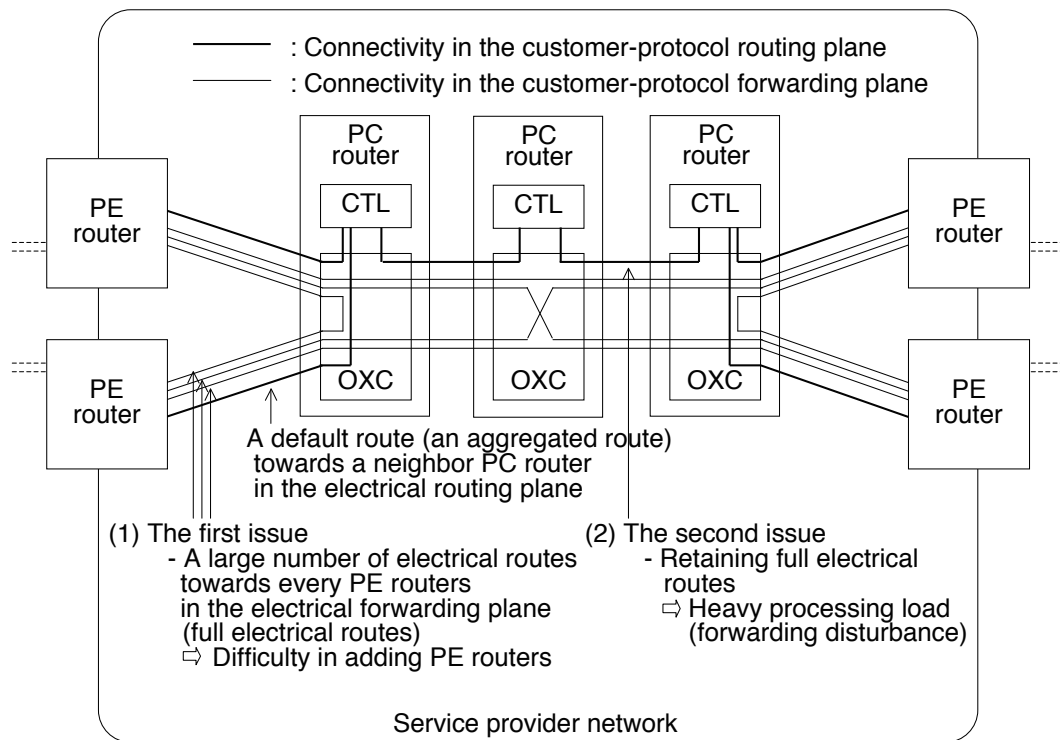 : Connectivity in the customer-protocol routing plane
: Connectivity in the customer-protocol forwarding plane
PC
router
PC
router
PC
router
PE
router
CTL
CTL
CTL
PE
router
PE
router
OXC
OXC
OXC
PE
router
A default route (an aggregated route)
towards a neighbor PC router
in the electrical routing plane
(1) The first issue
- A large number of electrical routes
towards every PE routers
in the electrical forwarding plane
(full electrical routes)
⇨ Difficulty in adding PE routers
(2) The second issue
- Retaining full electrical
routes
⇨ Heavy processing load
(forwarding disturbance)
Service provider network